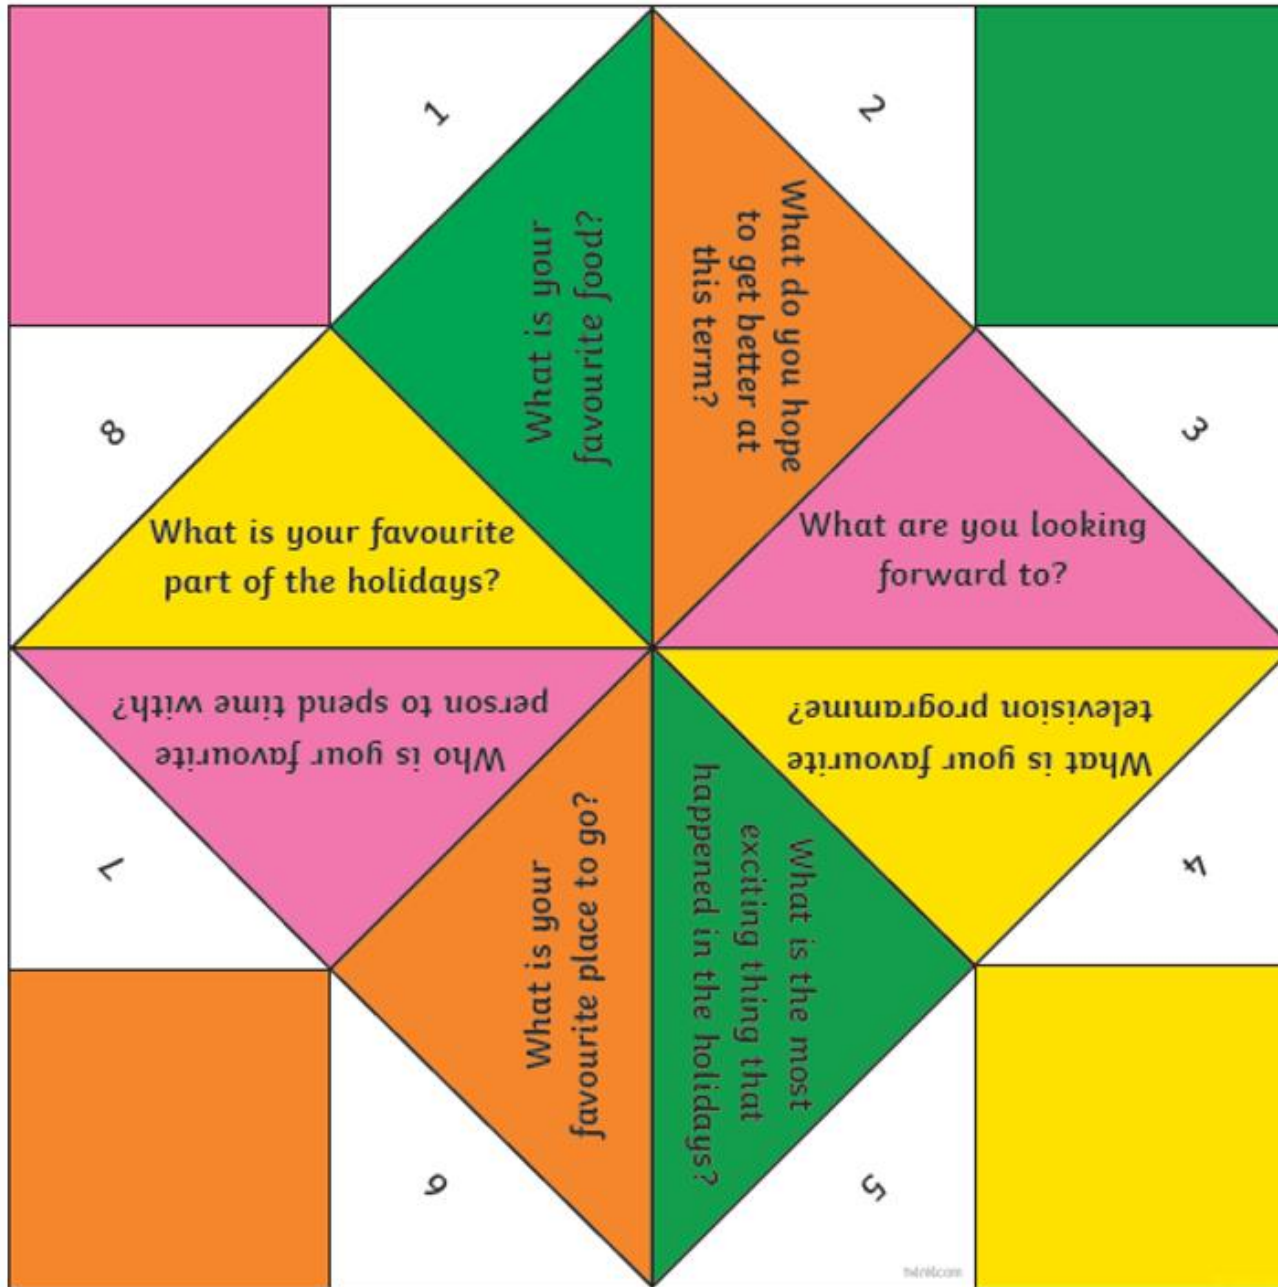 1
What is your
favourite food?
2
What do you hope
to get better at
this term?
3
What are you looking
forward to?
4
What is your favourite
television programme?
5
What is the most
exciting thing that
happened in the holidays?
6
What is your
favourite place to go?
7
Who is your favourite
person to spend time with?
8
What is your favourite
part of the holidays?
twinkl.com